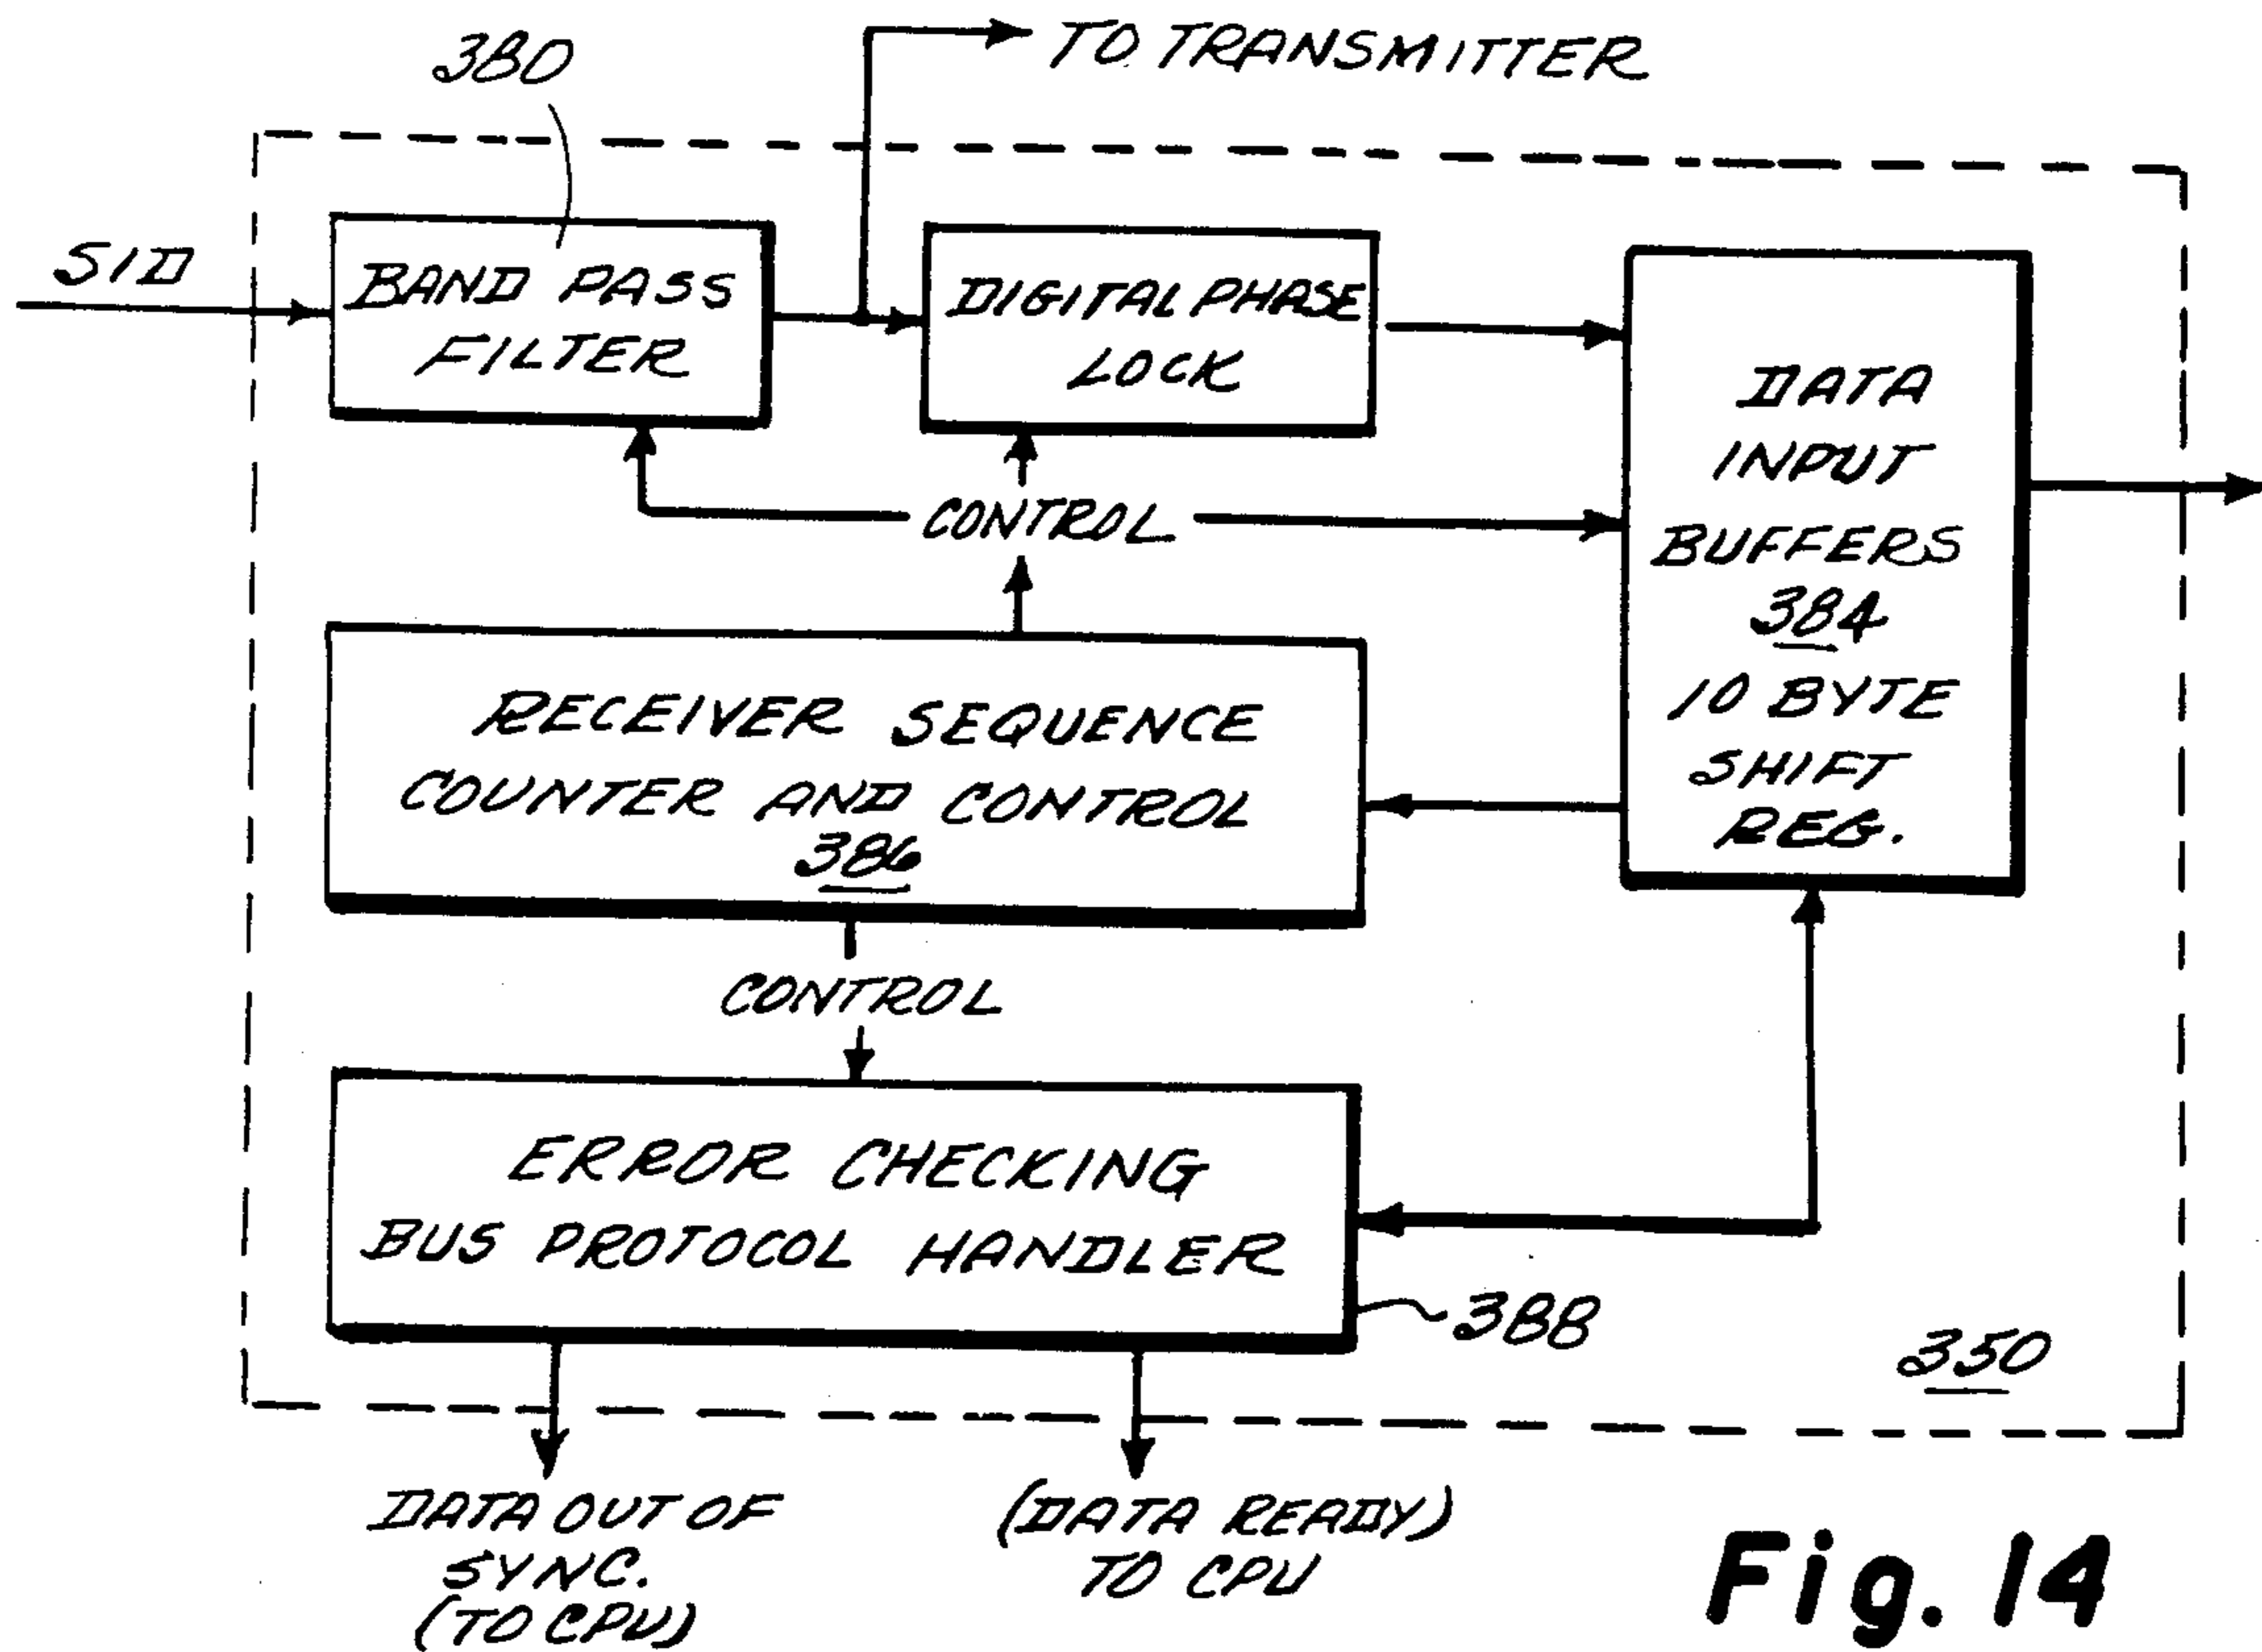 380
TO TRANSMITTER
SID
BAND PASS
FILTER
DIGITAL PHASE
LOCK
DATA
INPUT
BUFFERS
384
10 BYTE
SHIFT
REG.
CONTROL
RECEIVER SEQUENCE
COUNTER AND CONTROL
386
CONTROL
ERROR CHECKING
BUS PROTOCOL HANDLER
388
350
DATA OUT OF
SYNC.
(TO CPU)
(DATA READY)
TO CPU
Fig. 14